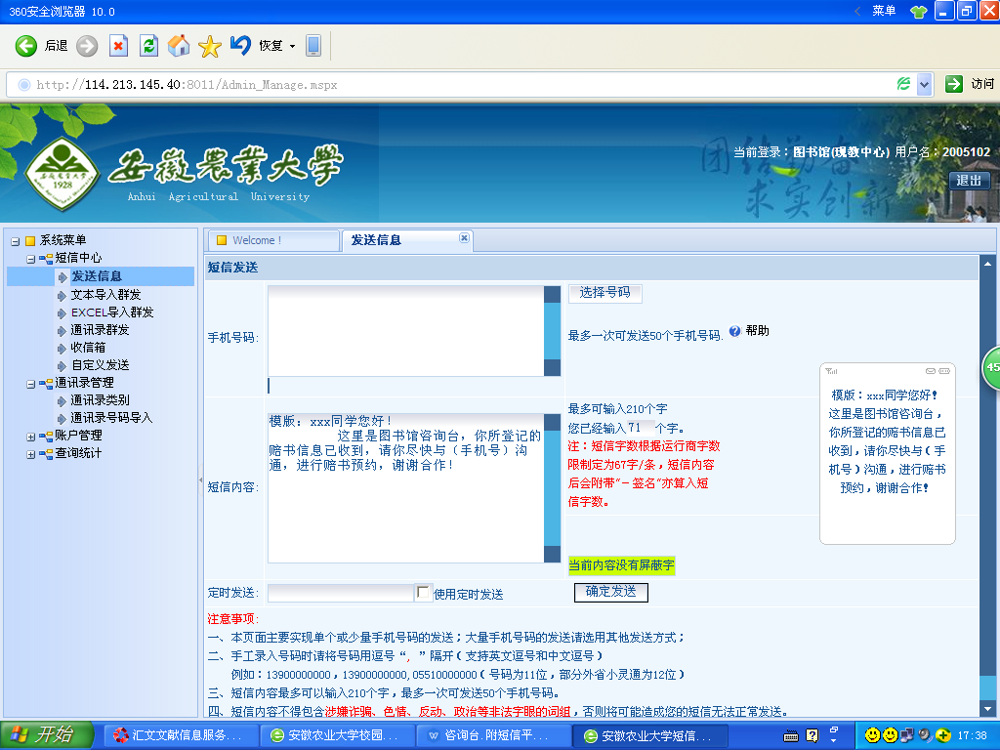 360安全浏览器 10.0
菜单
后退
恢复
http://114.213.145.40:8011/Admin_Manage.mspx
访问
1928
安徽农業大学
Anhui Agricultural University
团结勤奋
求实创新
当前登录：图书馆(现教中心) 用户名：2005102
退出
系统菜单
短信中心
发送信息
文本导入群发
EXCEL导入群发
通讯录群发
收信箱
自定义发送
通讯录管理
通讯录类别
通讯录号码导入
账户管理
查询统计
Welcome !
发送信息
短信发送
手机号码:
选择号码
最多一次可发送50个手机号码.
帮助
45
短信内容:
模版：xxx同学您好！
这里是图书馆咨询台，你所登记的
赔书信息已收到，请你尽快与（手机号）沟
通，进行赔书预约，谢谢合作！
最多可输入210个字
您已经输入 71 个字。
注：短信字数根据运行商字数
限制定为67字/条，短信内容
后会附带“－签名”亦算入短
信字数。
当前内容没有屏蔽字
模版：xxx同学您好！
这里是图书馆咨询台，
你所登记的赔书信息已
收到，请你尽快与（手
机号）沟通，进行赔书
预约，谢谢合作！
定时发送:
使用定时发送
确定发送
注意事项:
一、本页面主要实现单个或少量手机号码的发送；大量手机号码的发送请选用其他发送方式；
二、手工录入号码时请将号码用逗号“，”隔开（支持英文逗号和中文逗号）
例如：13900000000，13900000000,05510000000（号码为11位，部分外省小灵通为12位）
三、短信内容最多可以输入210个字，最多一次可发送50个手机号码。
四、短信内容不得包含涉嫌诈骗、色情、反动、政治等非法字眼的词组，否则将可能造成您的短信无法正常发送。
开始
汇文文献信息服务...
安徽农业大学校园...
咨询台.附短信平...
安徽农业大学短信...
17:38